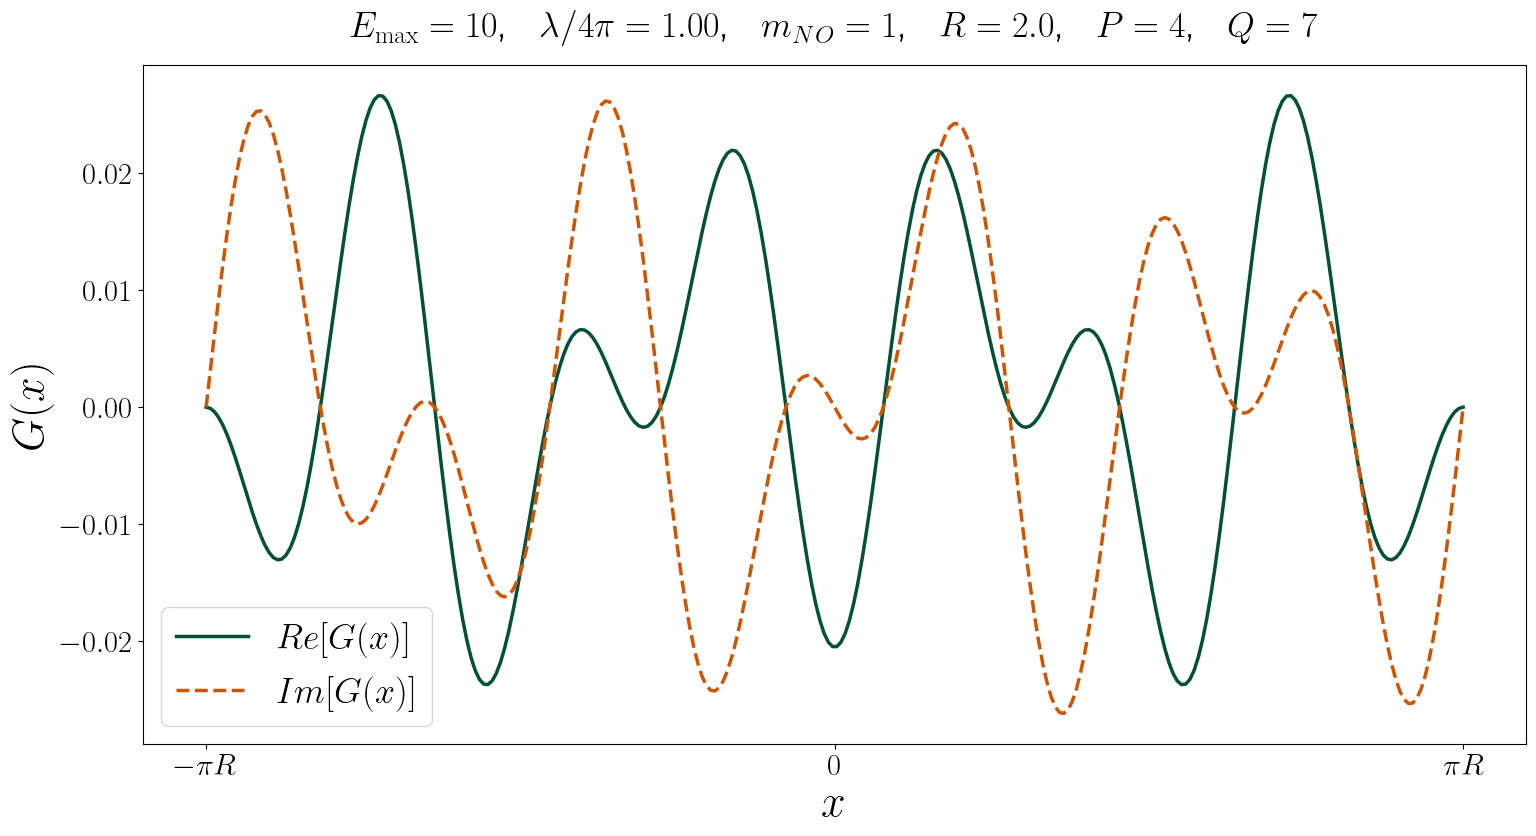 E_max = 10, λ/4π = 1.00, m_NO = 1, R = 2.0, P = 4, Q = 7
G(x)
0.02
0.01
0.00
−0.01
−0.02
Re[G(x)]
Im[G(x)]
−πR 0 πR
x